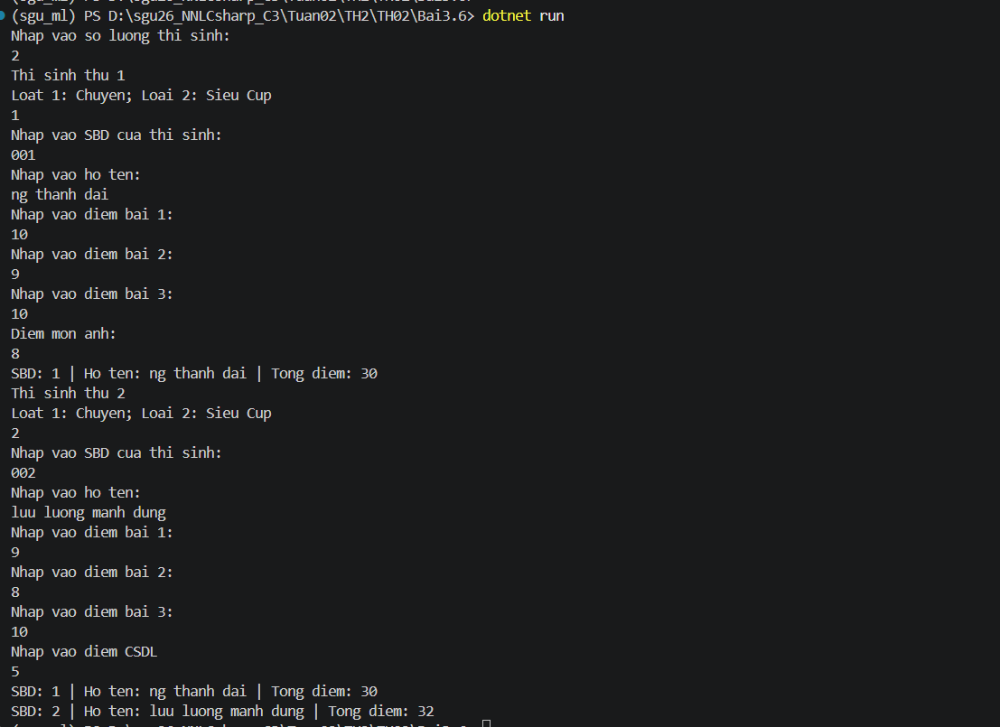 (sgu_ml) PS D:\sgu26_NNLCsharp_C3\Tuan02\TH2\TH02\Bai3.6> dotnet run
Nhap vao so luong thi sinh:
2
Thi sinh thu 1
Loat 1: Chuyen; Loai 2: Sieu Cup
1
Nhap vao SBD cua thi sinh:
001
Nhap vao ho ten:
ng thanh dai
Nhap vao diem bai 1:
10
Nhap vao diem bai 2:
9
Nhap vao diem bai 3:
10
Diem mon anh:
8
SBD: 1 | Ho ten: ng thanh dai | Tong diem: 30
Thi sinh thu 2
Loat 1: Chuyen; Loai 2: Sieu Cup
2
Nhap vao SBD cua thi sinh:
002
Nhap vao ho ten:
luu luong manh dung
Nhap vao diem bai 1:
9
Nhap vao diem bai 2:
8
Nhap vao diem bai 3:
10
Nhap vao diem CSDL
5
SBD: 1 | Ho ten: ng thanh dai | Tong diem: 30
SBD: 2 | Ho ten: luu luong manh dung | Tong diem: 32